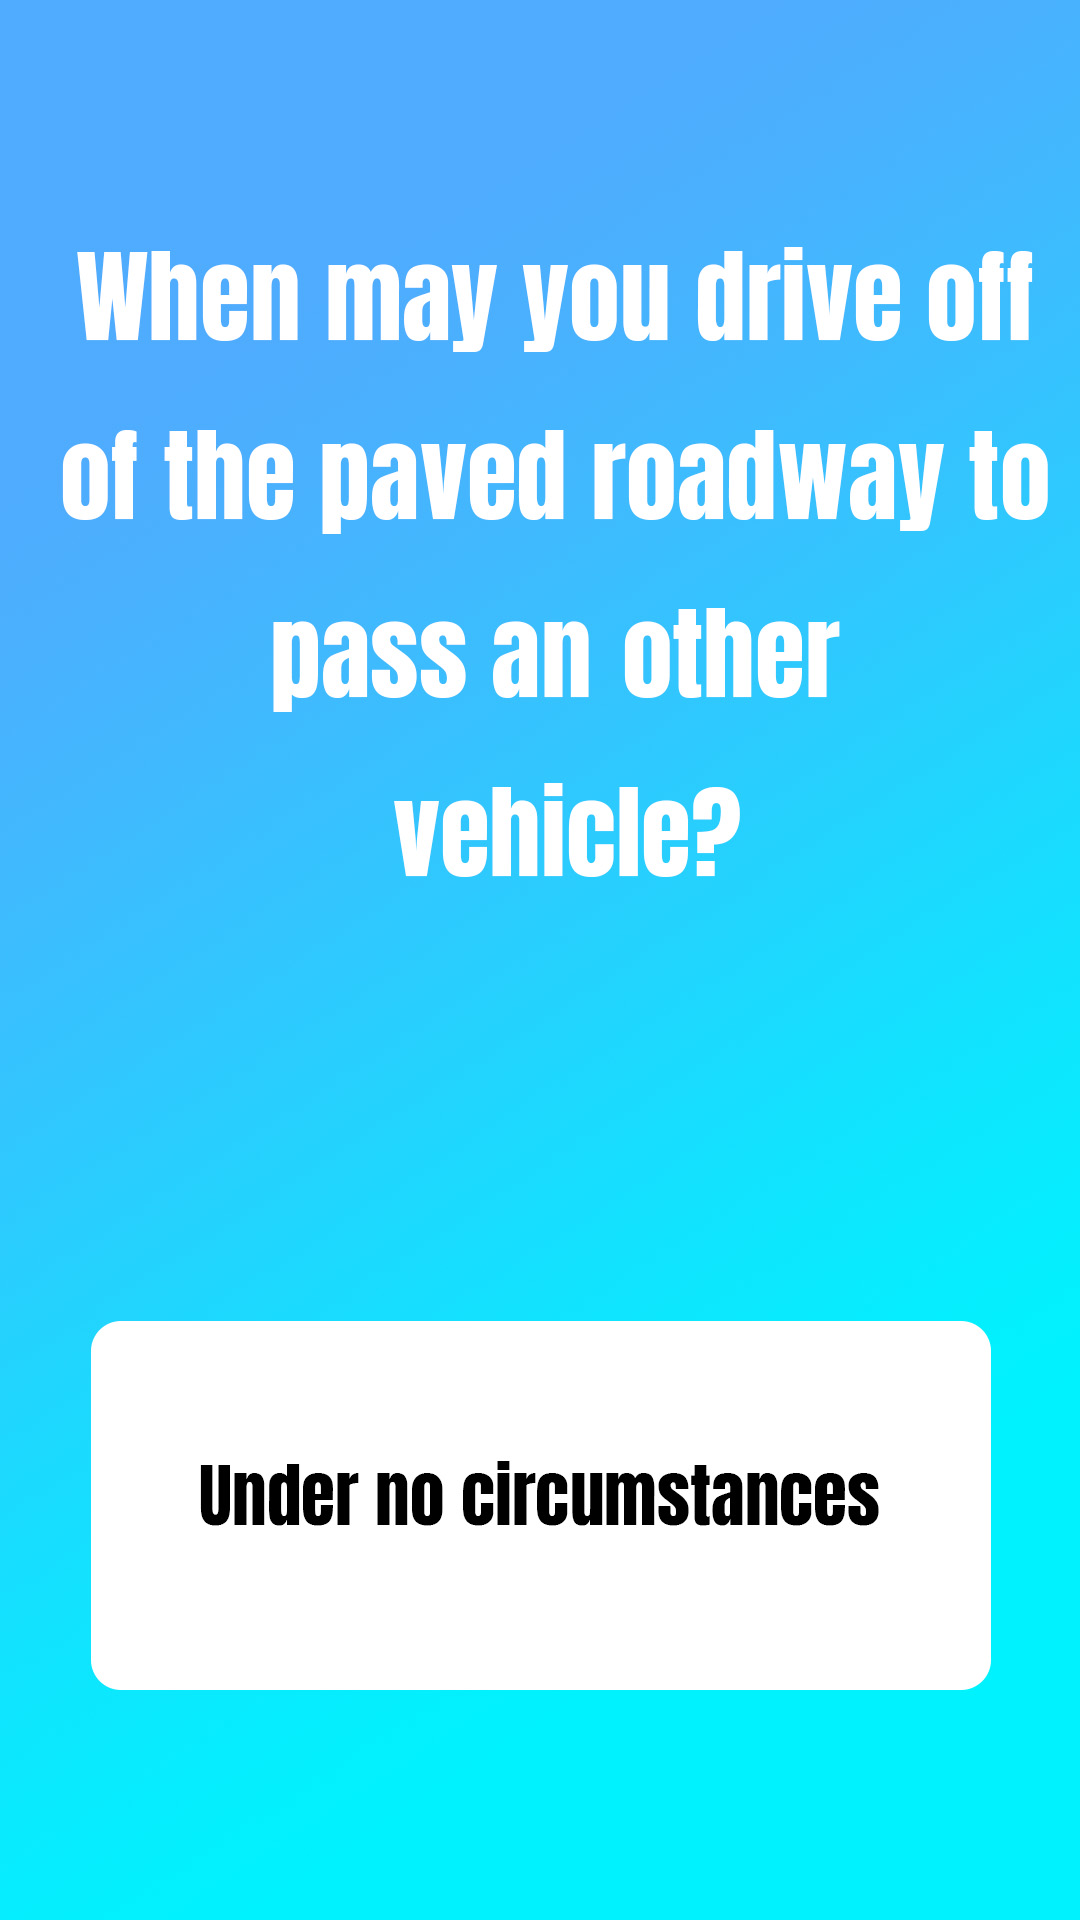 When may you drive off
of the paved roadway to
pass an other
vehicle?
Under no circumstances